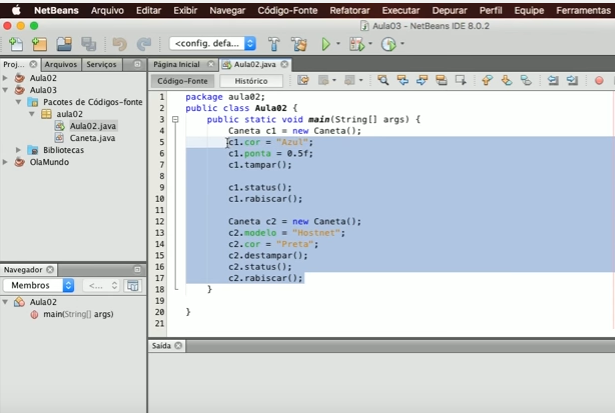 NetBeans Arquivo Editar Exibir Navegar Código-Fonte Refatorar Executar Depurar Perfil Equipe Ferramentas
Aula03 - NetBeans IDE 8.0.2
<config. defa...
Proj... Arquivos Serviços
Aula02
Aula03
Pacotes de Códigos-fonte
aula02
Aula02.java
Caneta.java
Bibliotecas
OlaMundo
Navegador
Membros <...
Aula02
main(String[] args)
Página Inicial Aula02.java
Código-Fonte Histórico
1 package aula02;
2 public class Aula02 {
3 public static void main(String[] args) {
4 Caneta c1 = new Caneta();
5 c1.cor = "Azul";
6 c1.ponta = 0.5f;
7 c1.tampar();
8
9 c1.status();
10 c1.rabiscar();
11
12 Caneta c2 = new Caneta();
13 c2.modelo = "Hostnet";
14 c2.cor = "Preta";
15 c2.destampar();
16 c2.status();
17 c2.rabiscar();
18 }
19
20 }
21
Saída